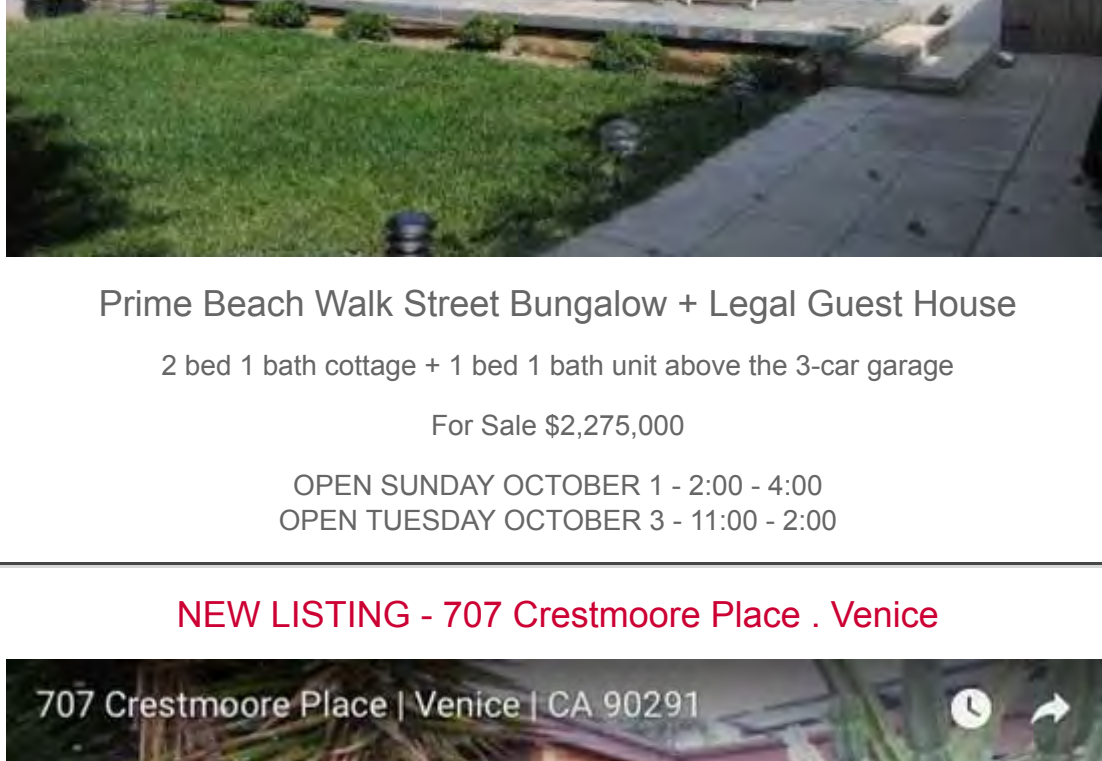 Prime Beach Walk Street Bungalow + Legal Guest House
2 bed 1 bath cottage + 1 bed 1 bath unit above the 3-car garage
For Sale $2,275,000
OPEN SUNDAY OCTOBER 1 - 2:00 - 4:00
OPEN TUESDAY OCTOBER 3 - 11:00 - 2:00
NEW LISTING - 707 Crestmoore Place . Venice
707 Crestmoore Place | Venice | CA 90291